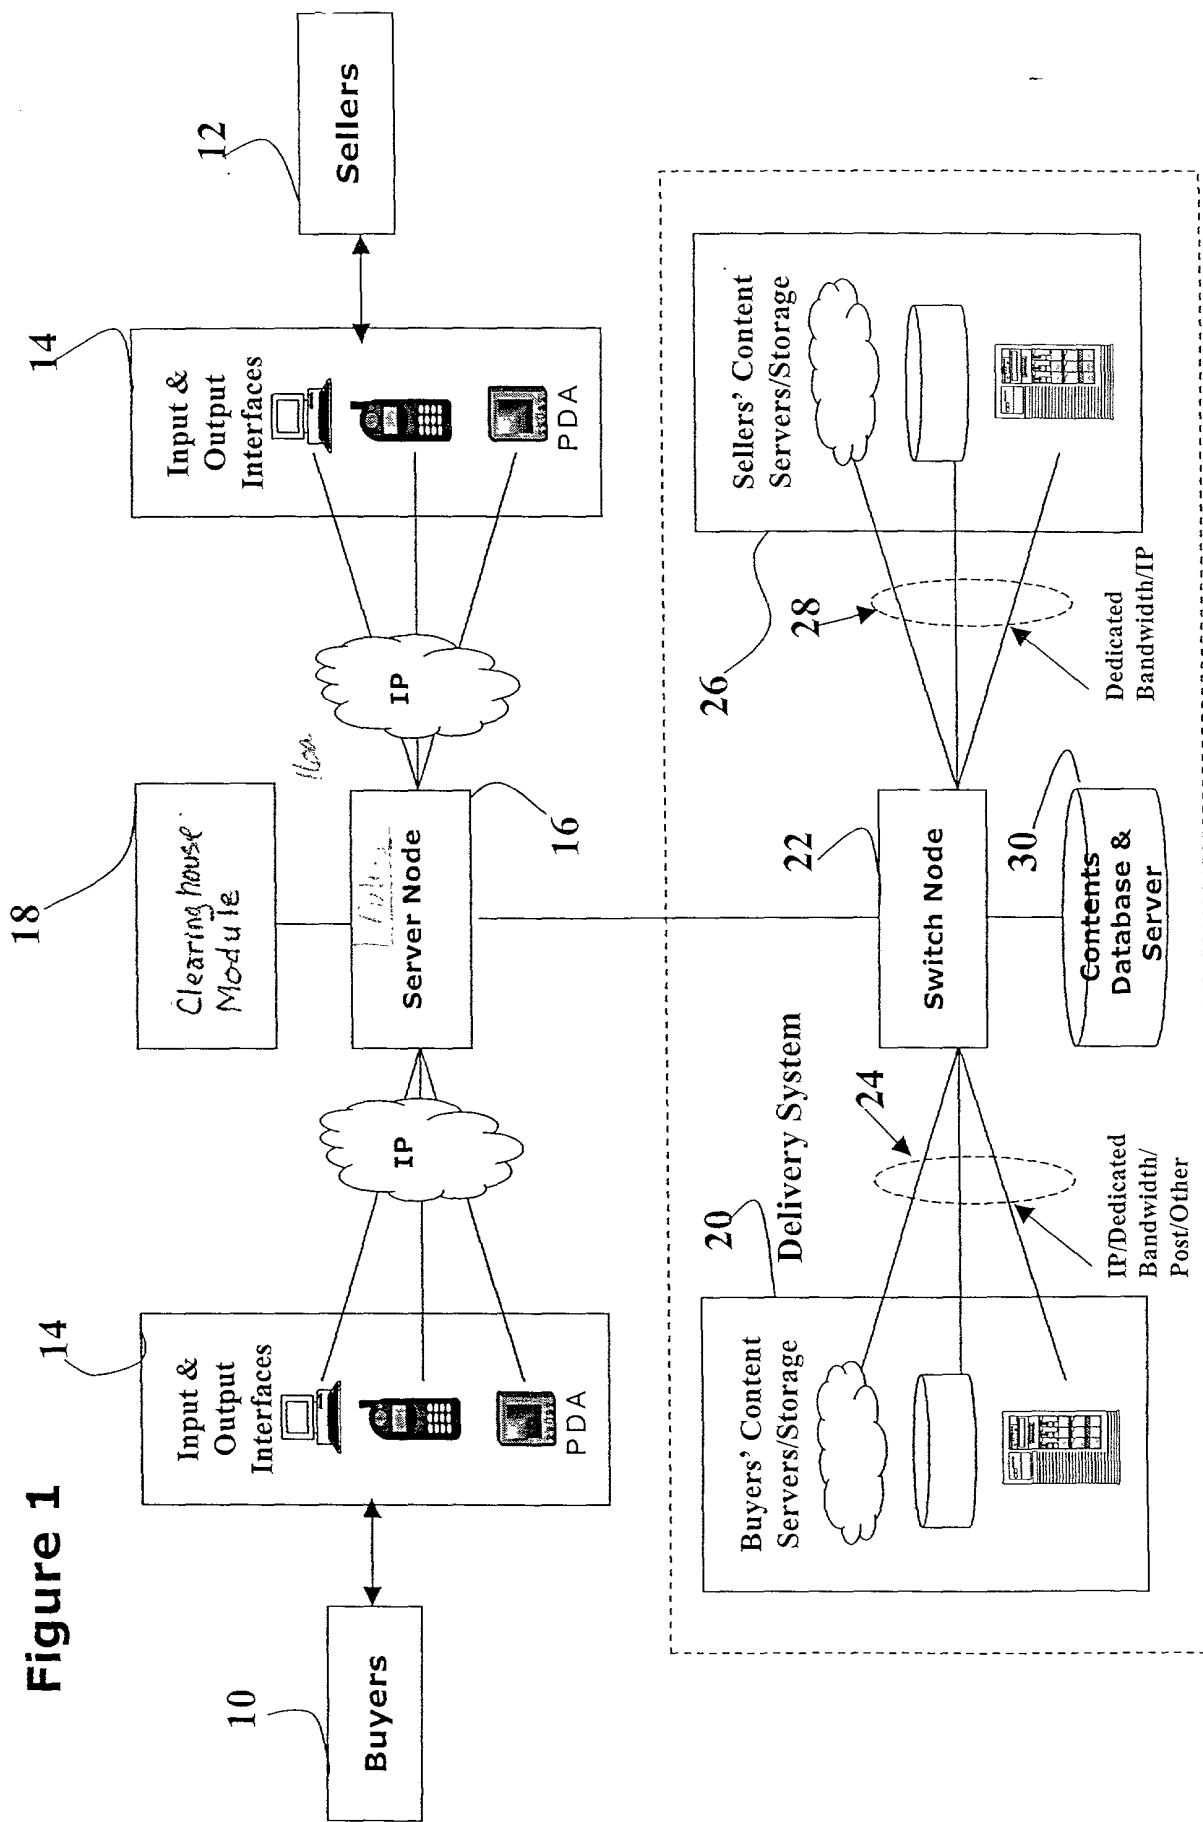 Figure 1
10
Buyers
14
Input &
Output
Interfaces
PDA
IP
18
Clearing house
Module
Server Node
16
IP
14
Input &
Output
Interfaces
PDA
12
Sellers
20
Delivery System
Buyers' Content
Servers/Storage
24
IP/Dedicated
Bandwidth/
Post/Other
22
Switch Node
30
Contents
Database &
Server
26
28
Dedicated
Bandwidth/IP
Sellers' Content
Servers/Storage